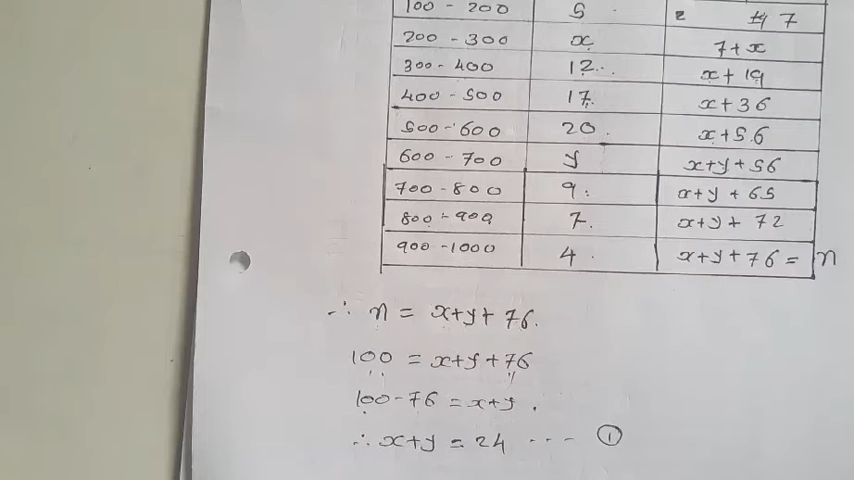 100 - 200 5 7
200 - 300 x 7+x
300 - 400 12 x + 19
400 - 500 17 x + 36
500 - 600 20 x+56
600 - 700 y x+y+56
700 - 800 9 x+y + 65
800 - 900 7 x+y+ 72
900 -1000 4 x+y+76 = n
∴ n = x+y+ 76.
100 = x+y+76
100-76 = x+y.
∴ x+y = 24 --- ①